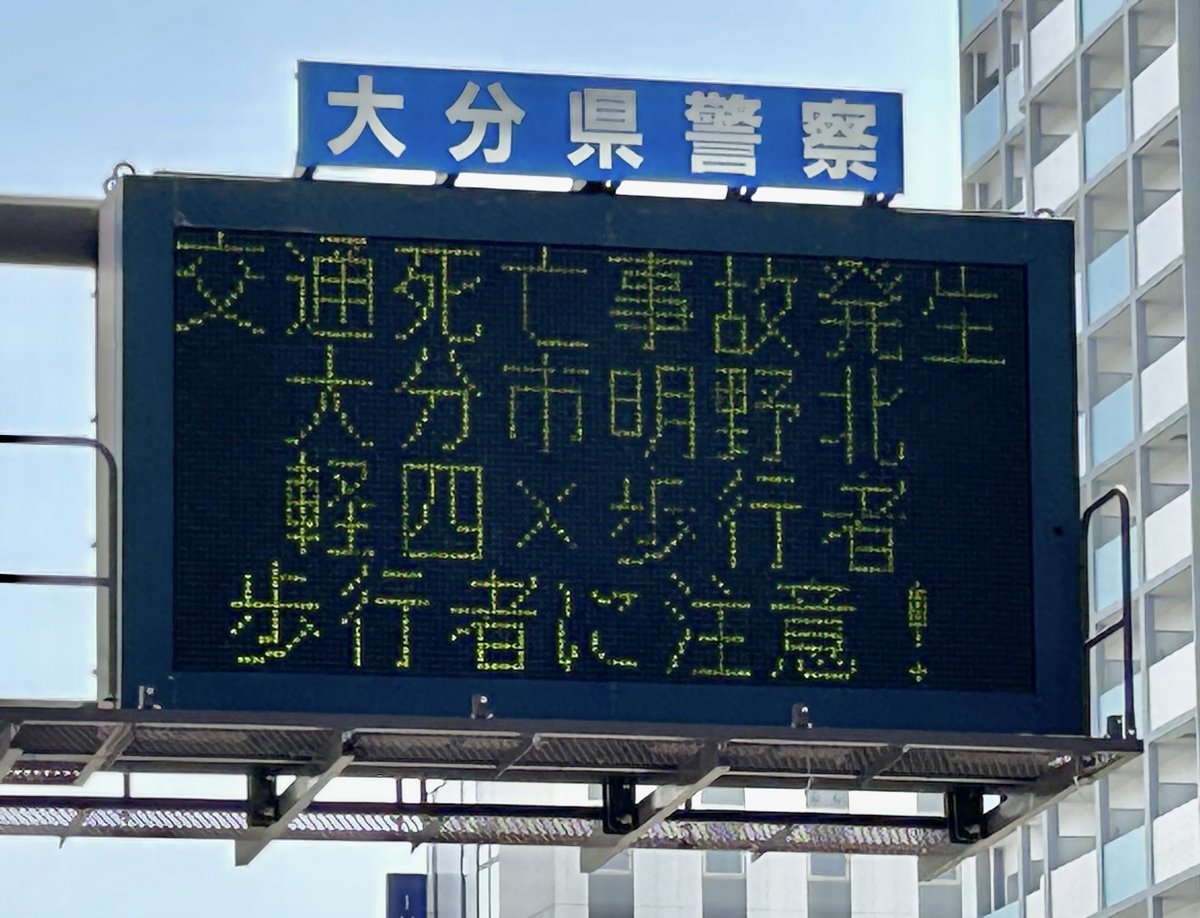 大分県警察
交通死亡事故発生
大分市明野北
軽四×歩行者
歩行者に注意！